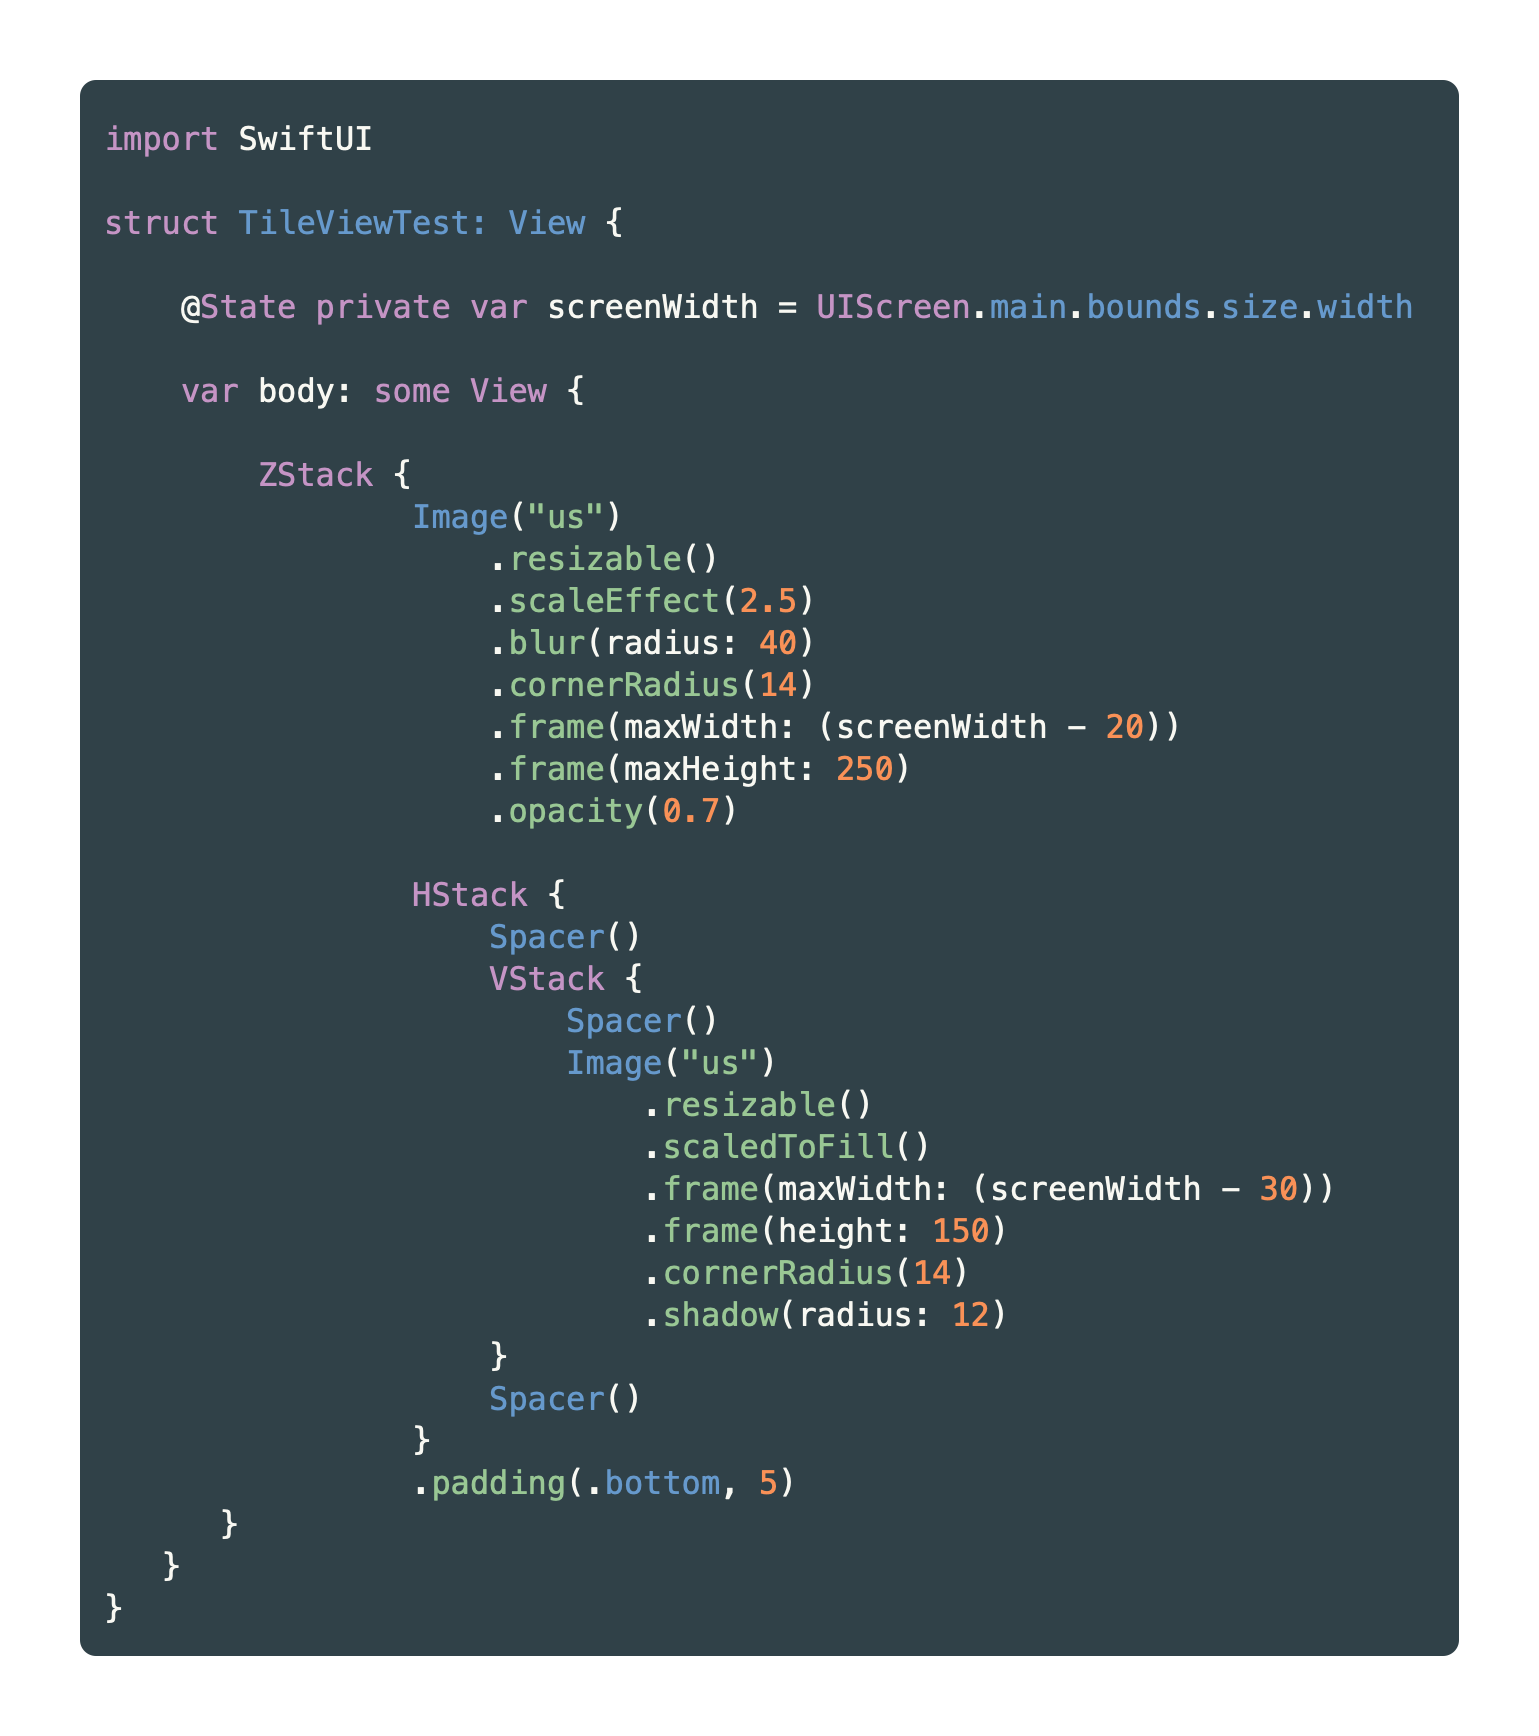 import SwiftUI
struct TileViewTest: View {
@State private var screenWidth = UIScreen.main.bounds.size.width
var body: some View {
ZStack {
Image("us")
.resizable()
.scaleEffect(2.5)
.blur(radius: 40)
.cornerRadius(14)
.frame(maxWidth: (screenWidth - 20))
.frame(maxHeight: 250)
.opacity(0.7)
HStack {
Spacer()
VStack {
Spacer()
Image("us")
.resizable()
.scaledToFill()
.frame(maxWidth: (screenWidth - 30))
.frame(height: 150)
.cornerRadius(14)
.shadow(radius: 12)
}
Spacer()
}
.padding(.bottom, 5)
}
}
}